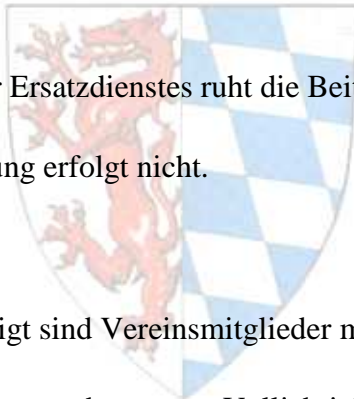 r Ersatzdienstes ruht die Beit
ung erfolgt nicht.
igt sind Vereinsmitglieder m